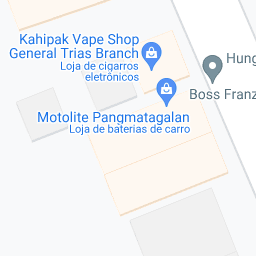 Kahipak Vape Shop
General Trias Branch
Loja de cigarros
eletrônicos
Hung
Boss Franz
Motolite Pangmatagalan
Loja de baterias de carro